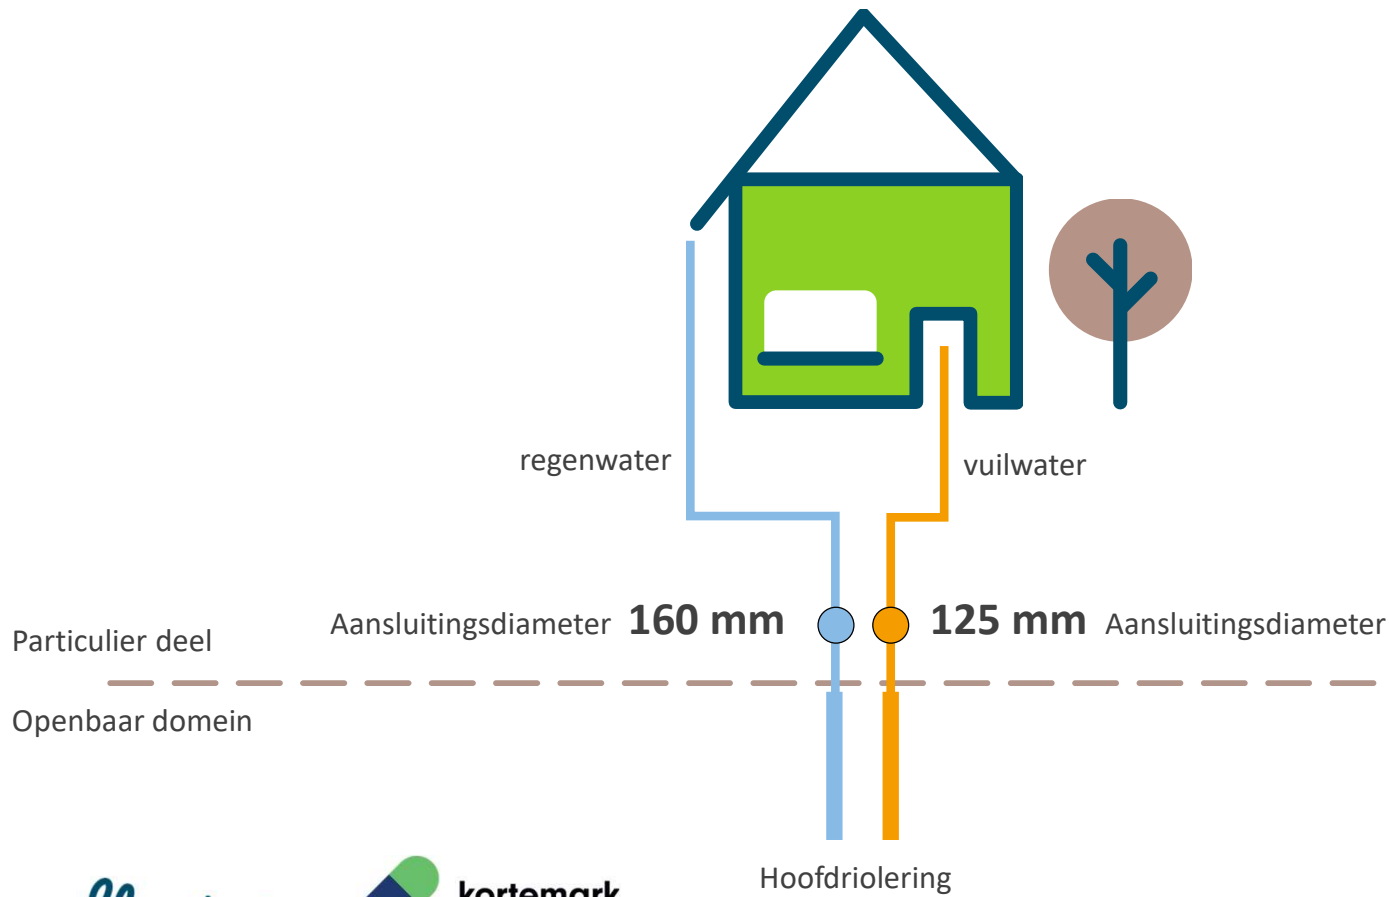 regenwater
vuilwater
Aansluitingsdiameter 160 mm
125 mm Aansluitingsdiameter
Particulier deel
Openbaar domein
Hoofdriolering
kortemark